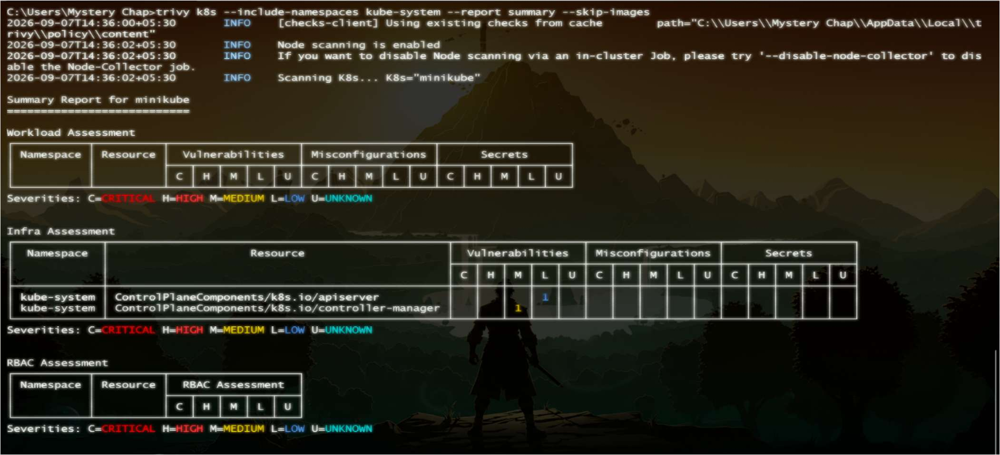 C:\Users\Mystery Chap>trivy k8s --include-namespaces kube-system --report summary --skip-images
2026-09-07T14:36:00+05:30 INFO [checks-client] Using existing checks from cache path="C:\\Users\\Mystery Chap\\AppData\\Local\\t
rivy\\policy\\content"
2026-09-07T14:36:02+05:30 INFO Node scanning is enabled
2026-09-07T14:36:02+05:30 INFO If you want to disable Node scanning via an in-cluster Job, please try '--disable-node-collector' to dis
able the Node-Collector job.
2026-09-07T14:36:02+05:30 INFO Scanning K8s... K8s="minikube"
Summary Report for minikube
===========================
Workload Assessment
Namespace Resource Vulnerabilities Misconfigurations Secrets
C H M L U C H M L U C H M L U
Severities: C=CRITICAL H=HIGH M=MEDIUM L=LOW U=UNKNOWN
Infra Assessment
Namespace Resource Vulnerabilities Misconfigurations Secrets
C H M L U C H M L U C H M L U
kube-system ControlPlaneComponents/k8s.io/apiserver 1
kube-system ControlPlaneComponents/k8s.io/controller-manager 1
Severities: C=CRITICAL H=HIGH M=MEDIUM L=LOW U=UNKNOWN
RBAC Assessment
Namespace Resource RBAC Assessment
C H M L U
Severities: C=CRITICAL H=HIGH M=MEDIUM L=LOW U=UNKNOWN